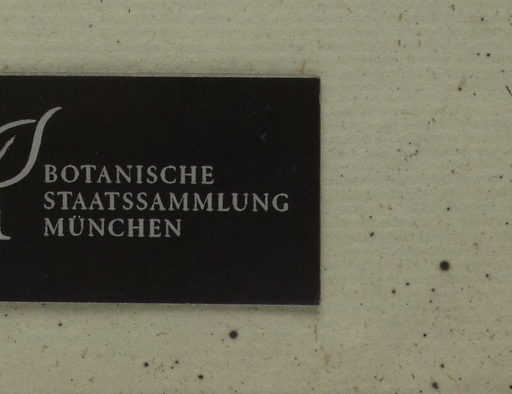 BOTANISCHE
STAATSSAMMLUNG
MÜNCHEN